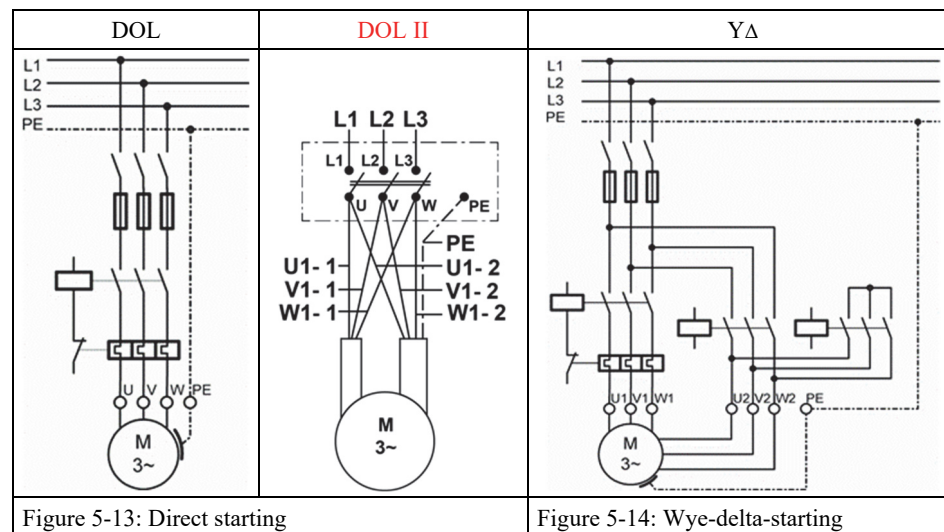 DOL
DOL II
YΔ
L1
L2
L3
PE
U V W PE
M
3~
L1 L2 L3
L1 L2 L3
U V W PE
PE
U1- 1 U1- 2
V1- 1 V1- 2
W1- 1 W1- 2
M
3~
L1
L2
L3
PE
U1 V1 W1 U2 V2 W2 PE
M
3~
Figure 5-13: Direct starting
Figure 5-14: Wye-delta-starting